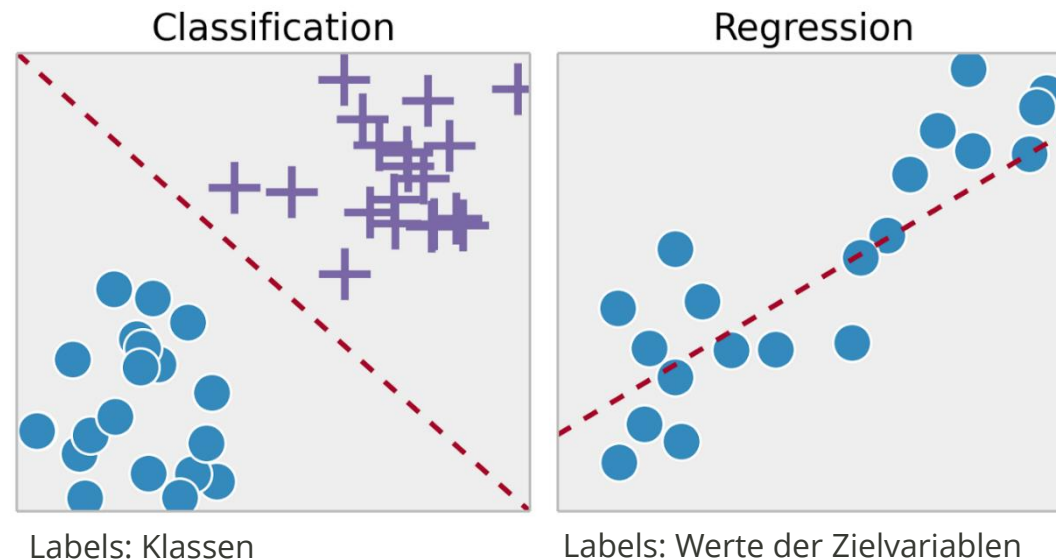 Classification
Regression
Labels: Klassen
Labels: Werte der Zielvariablen